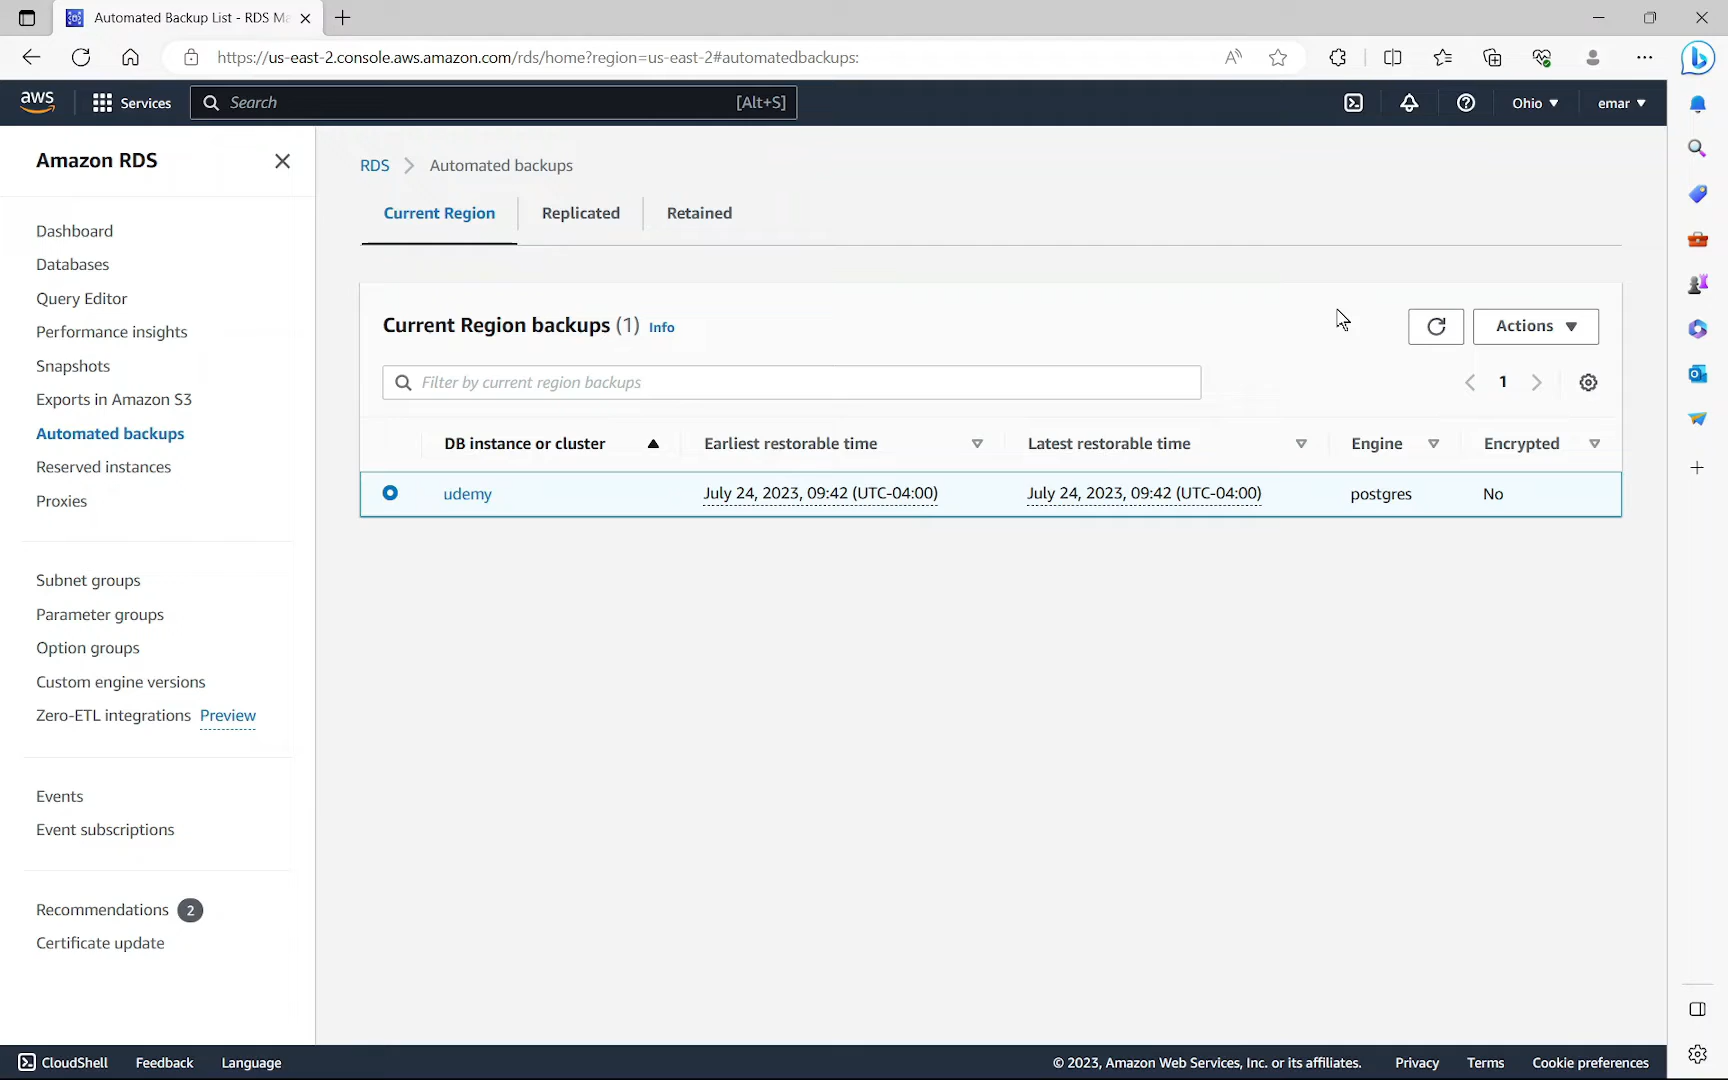 Automated Backup List - RDS Ma
https://us-east-2.console.aws.amazon.com/rds/home?region=us-east-2#automatedbackups:
aws
Services
Search
[Alt+S]
Ohio
emar
Amazon RDS
Dashboard
Databases
Query Editor
Performance insights
Snapshots
Exports in Amazon S3
Automated backups
Reserved instances
Proxies
Subnet groups
Parameter groups
Option groups
Custom engine versions
Zero-ETL integrations Preview
Events
Event subscriptions
Recommendations 2
Certificate update
RDS Automated backups
Current Region Replicated Retained
Current Region backups (1) Info
Actions
Filter by current region backups
1
DB instance or cluster Earliest restorable time Latest restorable time Engine Encrypted
udemy July 24, 2023, 09:42 (UTC-04:00) July 24, 2023, 09:42 (UTC-04:00) postgres No
CloudShell Feedback Language © 2023, Amazon Web Services, Inc. or its affiliates. Privacy Terms Cookie preferences